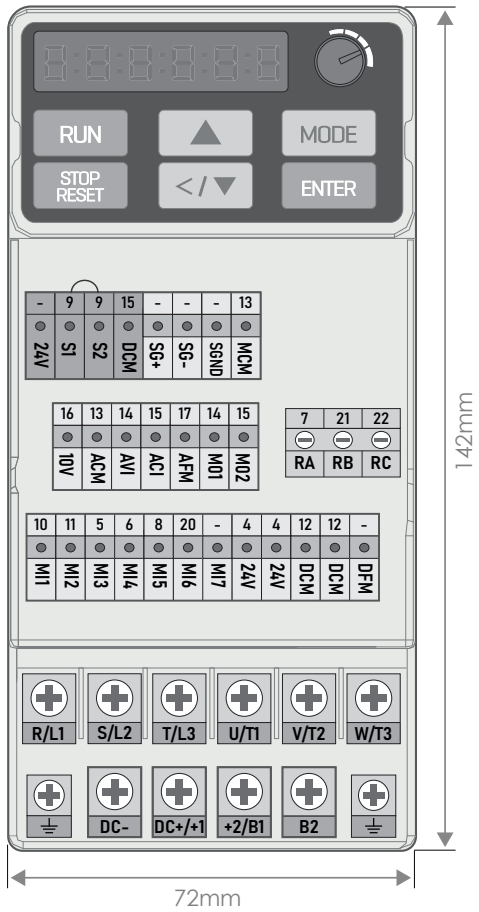 RUN
MODE
STOP
RESET
</▼
ENTER
- 9 9 15 - - - 13
24V S1 S2 DCM SG+ SG- SGND MCM
16 13 14 15 17 14 15
10V ACM AVI ACI AFM MO1 MO2
7 21 22
RA RB RC
10 11 5 6 8 20 - 4 4 12 12 -
MI1 MI2 MI3 MI4 MI5 MI6 MI7 24V 24V DCM DCM DFM
R/L1 S/L2 T/L3 U/T1 V/T2 W/T3
DC- DC+/+1 +2/B1 B2
142mm
72mm